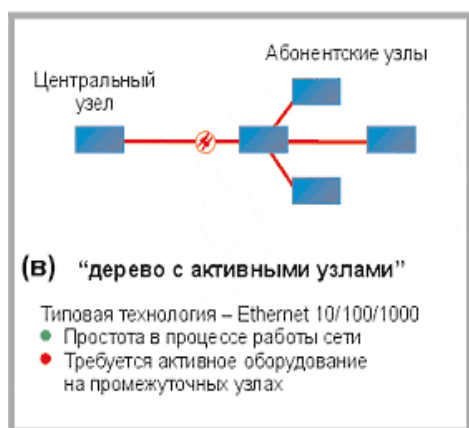 Абонентские узлы
Центральный
узел
(в) “дерево с активными узлами”
Типовая технология – Ethernet 10/100/1000
Простота в процессе работы сети
Требуется активное оборудование
на промежуточных узлах